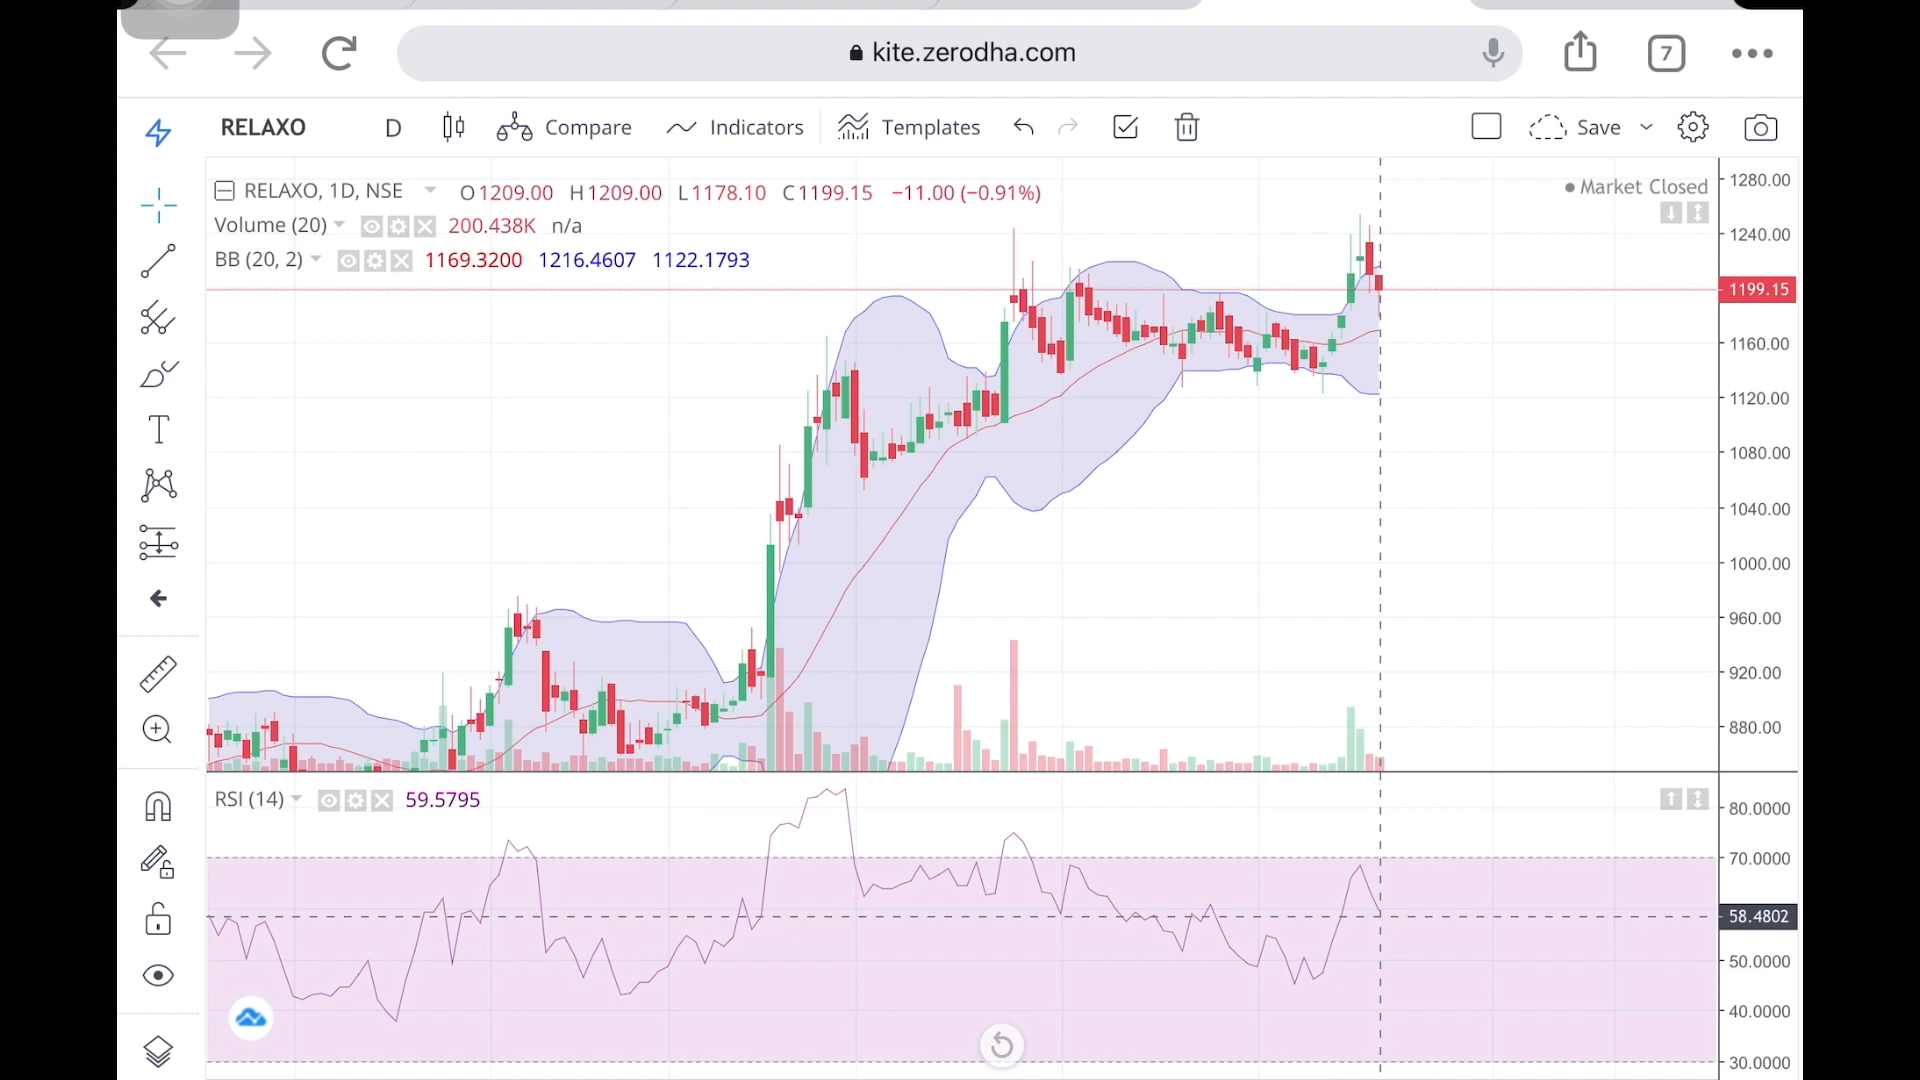 kite.zerodha.com
7
RELAXO D Compare Indicators Templates Save
RELAXO, 1D, NSE O1209.00 H1209.00 L1178.10 C1199.15 −11.00 (−0.91%)
Market Closed
Volume (20) 200.438K n/a
BB (20, 2) 1169.3200 1216.4607 1122.1793
1280.00
1240.00
1199.15
1160.00
1120.00
1080.00
1040.00
1000.00
960.00
920.00
880.00
RSI (14) 59.5795
80.0000
70.0000
58.4802
50.0000
40.0000
30.0000